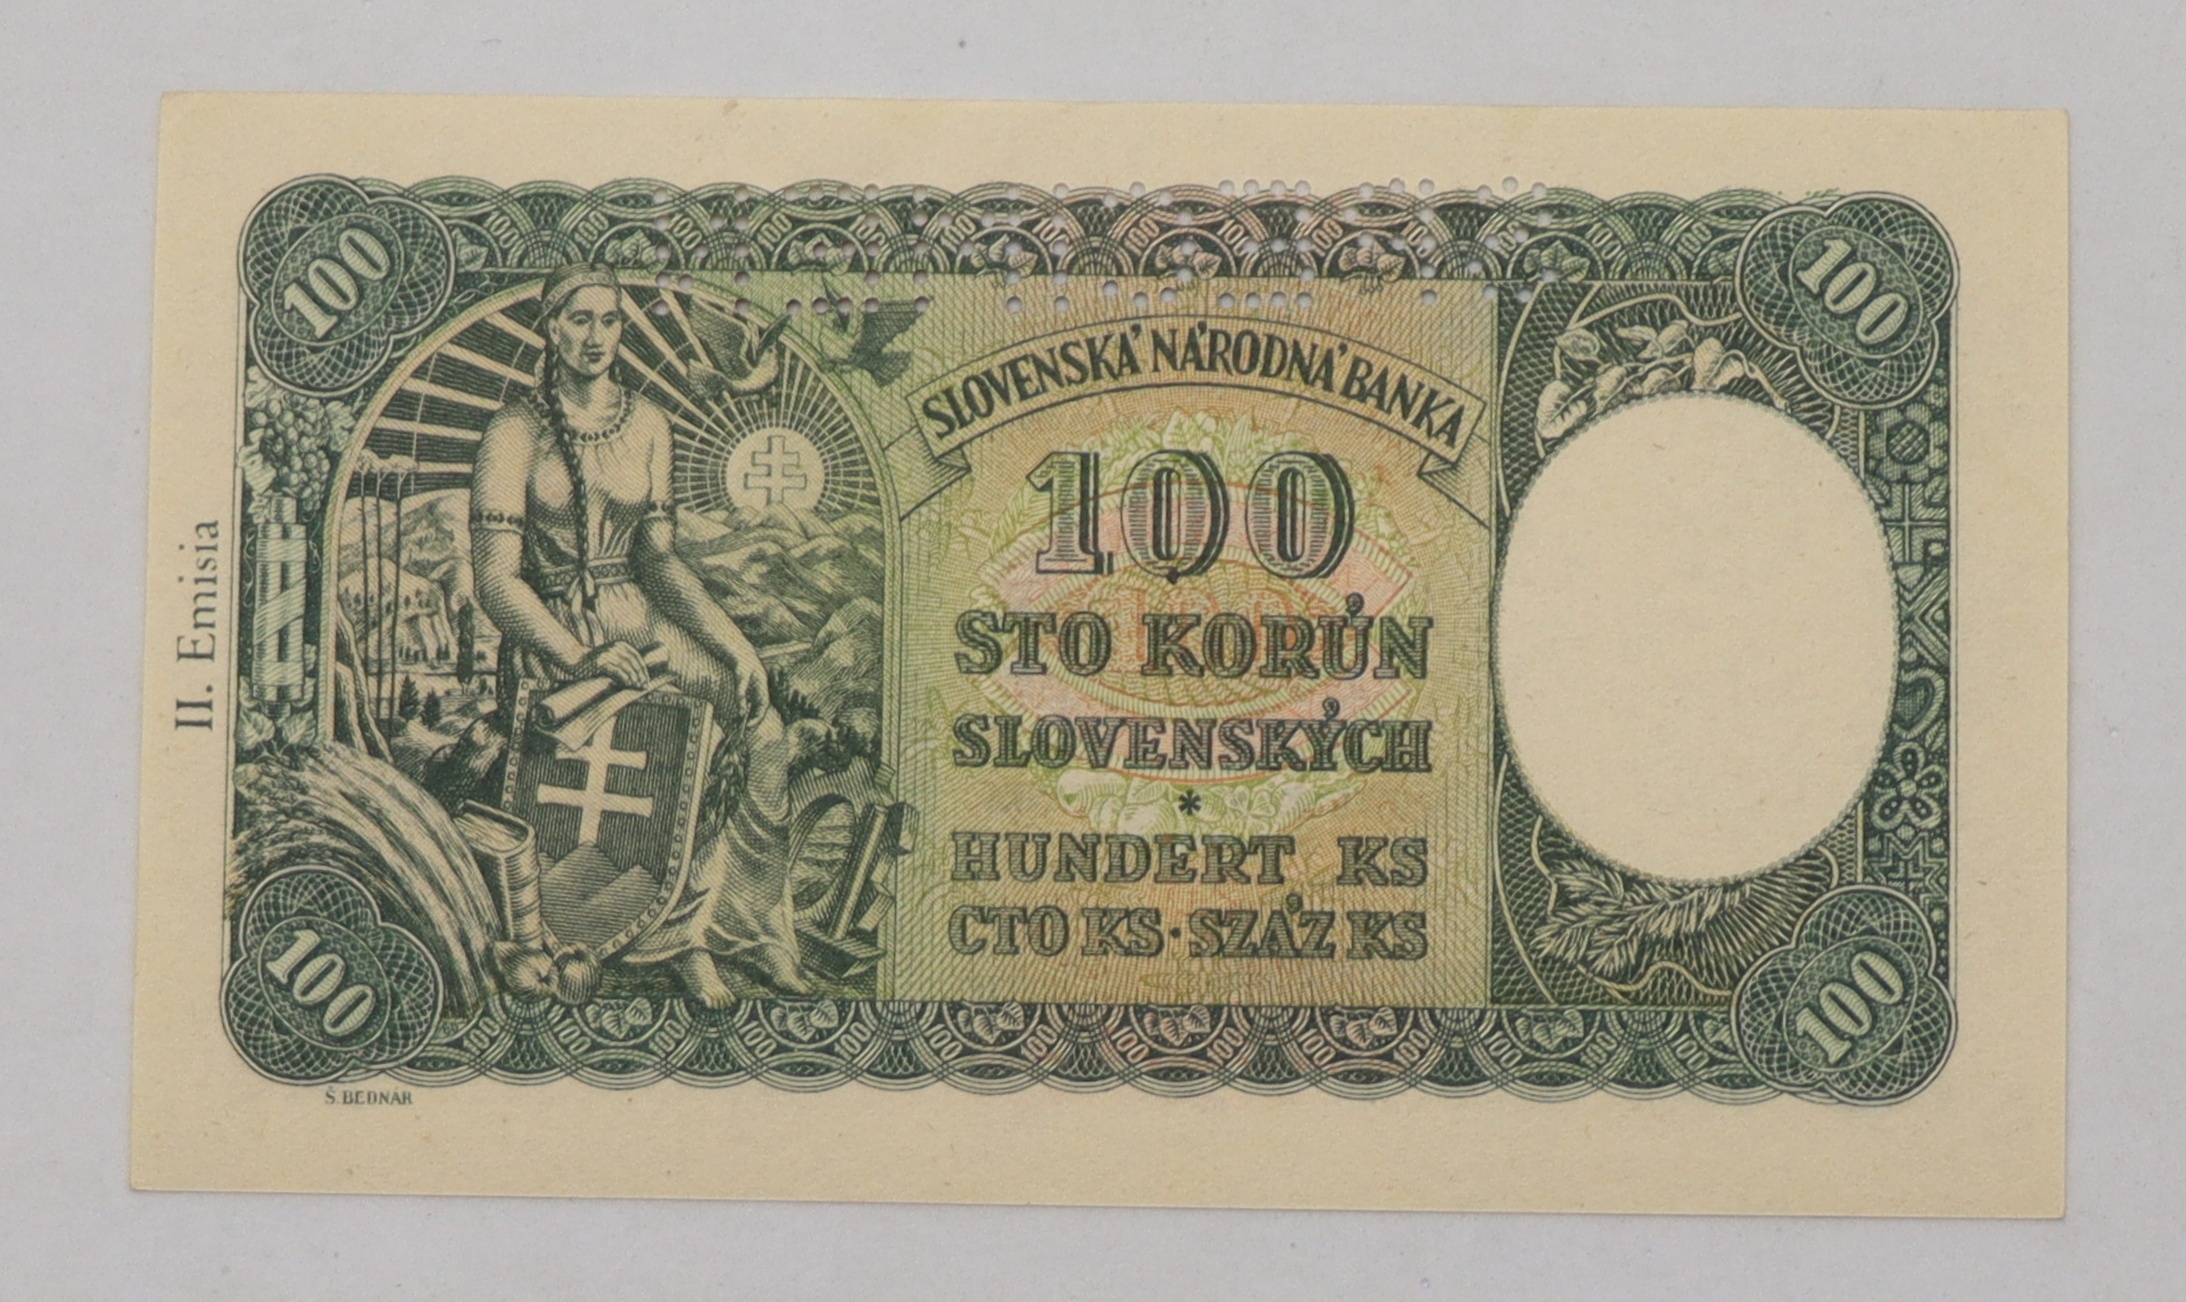 100
100
SLOVENSKÁ NÁRODNÁ BANKA
100
STO KORÚN
SLOVENSKÝCH
*
HUNDERT KS
СТО KS · SZÁZ KS
II. Emisia
100
100
Š. BEDNÁR